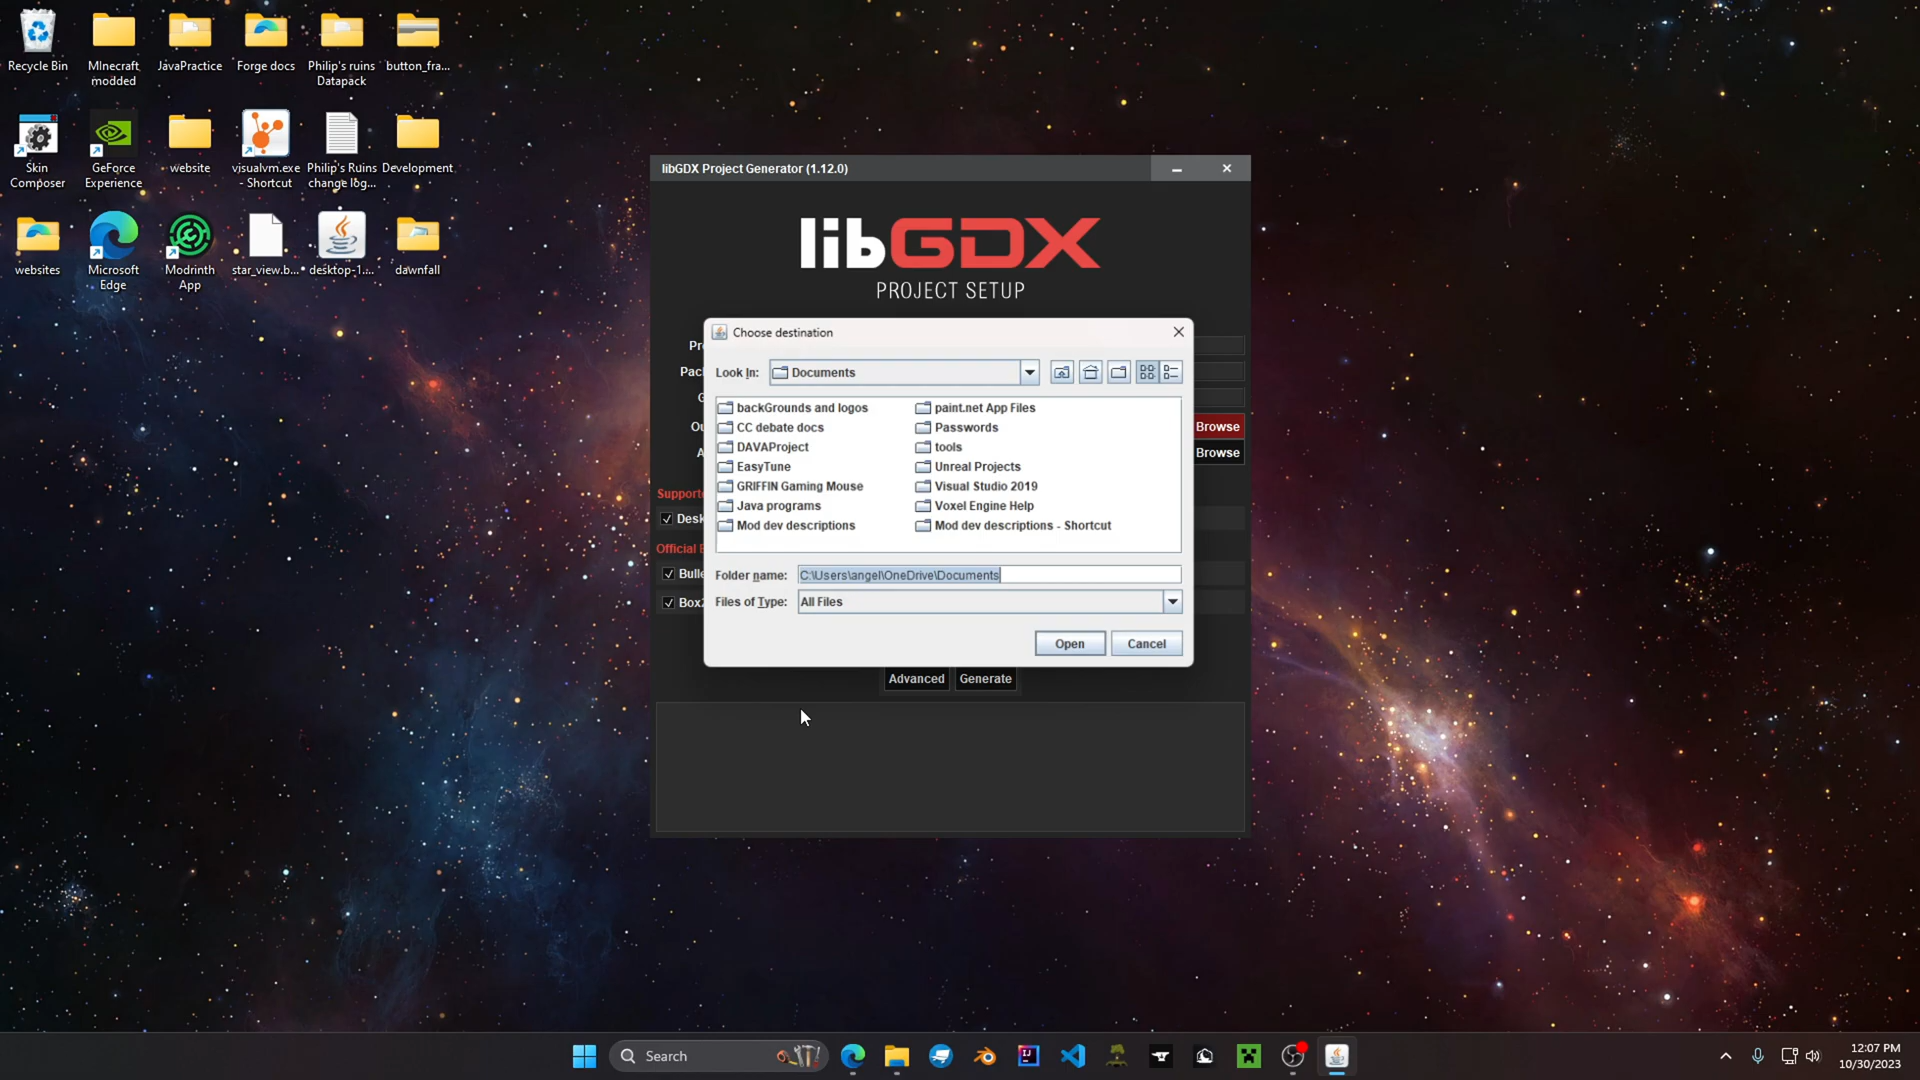 Recycle Bin
MInecraft
modded
JavaPractice
Forge docs
Philip's ruins
Datapack
button_fra...
Skin
Composer
GeForce
Experience
website
visualvm.exe
- Shortcut
Philip's Ruins
change log...
Development
websites
Microsoft
Edge
Modrinth
App
star_view.b...
desktop-1....
dawnfall
libGDX Project Generator (1.12.0)
libGDX
PROJECT SETUP
Choose destination
Look In:
Documents
backGrounds and logos
CC debate docs
DAVAProject
EasyTune
GRIFFIN Gaming Mouse
Java programs
Mod dev descriptions
paint.net App Files
Passwords
tools
Unreal Projects
Visual Studio 2019
Voxel Engine Help
Mod dev descriptions - Shortcut
Folder name:
C:\Users\angel\OneDrive\Documents
Files of Type:
All Files
Open
Cancel
Browse
Browse
Advanced
Generate
Search
12:07 PM
10/30/2023